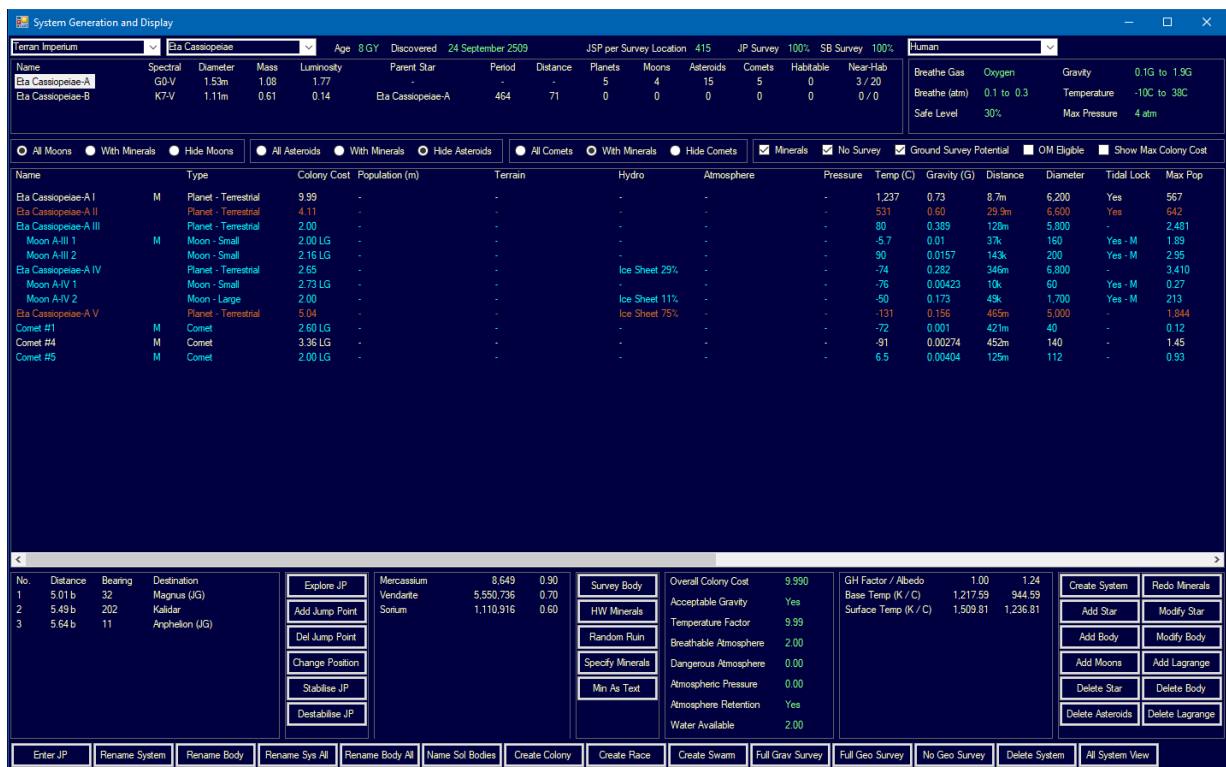 System Generation and Display
Terran Imperium Eta Cassiopeiae Age 8 GY Discovered 24 September 2509 JSP per Survey Location 415 JP Survey 100% SB Survey 100% Human
Name Spectral Diameter Mass Luminosity Parent Star Period Distance Planets Moons Asteroids Comets Habitable Near-Hab
Eta Cassiopeiae-A G0-V 1.53m 1.08 1.77 - - - 5 4 15 5 0 3 / 20
Eta Cassiopeiae-B K7-V 1.11m 0.61 0.14 Eta Cassiopeiae-A 464 71 0 0 0 0 0 0 / 0
Breathe Gas Oxygen Gravity 0.1G to 1.9G
Breathe (atm) 0.1 to 0.3 Temperature -10C to 38C
Safe Level 30% Max Pressure 4 atm
All Moons With Minerals Hide Moons All Asteroids With Minerals Hide Asteroids All Comets With Minerals Hide Comets Minerals No Survey Ground Survey Potential OM Eligible Show Max Colony Cost
Name Type Colony Cost Population (m) Terrain Hydro Atmosphere Pressure Temp (C) Gravity (G) Distance Diameter Tidal Lock Max Pop
Eta Cassiopeiae-A I M Planet - Terrestrial 9.99 - - - - - 1,237 0.73 8.7m 6,200 Yes 567
Eta Cassiopeiae-A II Planet - Terrestrial 4.11 - - - - - 531 0.60 29.9m 6,600 Yes 642
Eta Cassiopeiae-A III Planet - Terrestrial 2.00 - - - - - 80 0.389 128m 5,800 - 2,481
Moon A-III 1 M Moon - Small 2.00 LG - - - - - -5.7 0.01 37k 160 Yes - M 1.89
Moon A-III 2 Moon - Small 2.16 LG - - - - - 90 0.0157 143k 200 Yes - M 2.95
Eta Cassiopeiae-A IV Planet - Terrestrial 2.65 - - Ice Sheet 29% - - -74 0.282 346m 6,800 - 3,410
Moon A-IV 1 Moon - Small 2.73 LG - - - - - -76 0.00423 10k 60 Yes - M 0.27
Moon A-IV 2 Moon - Large 2.00 - - Ice Sheet 11% - - -50 0.173 49k 1,700 Yes - M 213
Eta Cassiopeiae-A V Planet - Terrestrial 5.04 - - Ice Sheet 75% - - -131 0.156 465m 5,000 - 1,844
Comet #1 M Comet 2.60 LG - - - - - -72 0.001 421m 40 - 0.12
Comet #4 M Comet 3.36 LG - - - - - -91 0.00274 452m 140 - 1.45
Comet #5 M Comet 2.00 LG - - - - - 6.5 0.00404 125m 112 - 0.93
No. Distance Bearing Destination
1 5.01 b 32 Magnus (JG)
2 5.49 b 202 Kalidar
3 5.64 b 11 Anphelion (JG)
Explore JP
Add Jump Point
Del Jump Point
Change Position
Stabilise JP
Destabilise JP
Mercassium 8,649 0.90
Vendarite 5,550,736 0.70
Sorium 1,110,916 0.60
Survey Body
HW Minerals
Random Ruin
Specify Minerals
Min As Text
Overall Colony Cost 9.990
Acceptable Gravity Yes
Temperature Factor 9.99
Breathable Atmosphere 2.00
Dangerous Atmosphere 0.00
Atmospheric Pressure 0.00
Atmosphere Retention Yes
Water Available 2.00
GH Factor / Albedo 1.00 1.24
Base Temp (K / C) 1,217.59 944.59
Surface Temp (K / C) 1,509.81 1,236.81
Create System Redo Minerals
Add Star Modify Star
Add Body Modify Body
Add Moons Add Lagrange
Delete Star Delete Body
Delete Asteroids Delete Lagrange
Enter JP Rename System Rename Body Rename Sys All Rename Body All Name Sol Bodies Create Colony Create Race Create Swarm Full Grav Survey Full Geo Survey No Geo Survey Delete System All System View